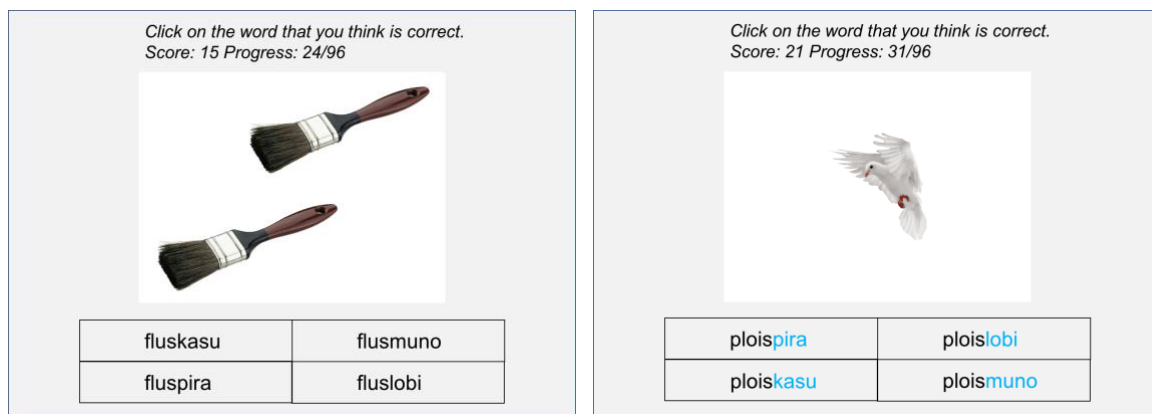 Click on the word that you think is correct.
Score: 15 Progress: 24/96
fluskasu flusmuno
fluspira fluslobi
Click on the word that you think is correct.
Score: 21 Progress: 31/96
ploispira ploislobi
ploiskasu ploismuno